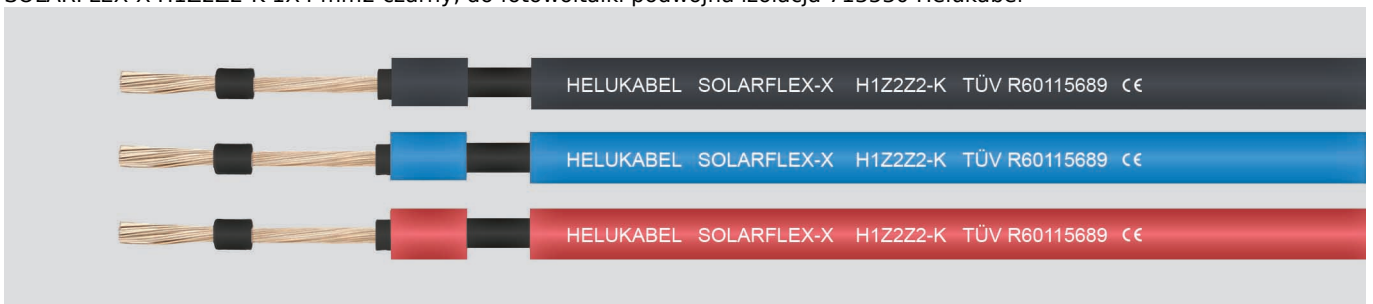 SOLARFLEX-X H1Z2Z2-K 1X4 mm2 czarny, do fotowoltaiki podwójna izolacja 713530 Helukabel
HELUKABEL SOLARFLEX-X H1Z2Z2-K TÜV R60115689 CE
HELUKABEL SOLARFLEX-X H1Z2Z2-K TÜV R60115689 CE
HELUKABEL SOLARFLEX-X H1Z2Z2-K TÜV R60115689 CE